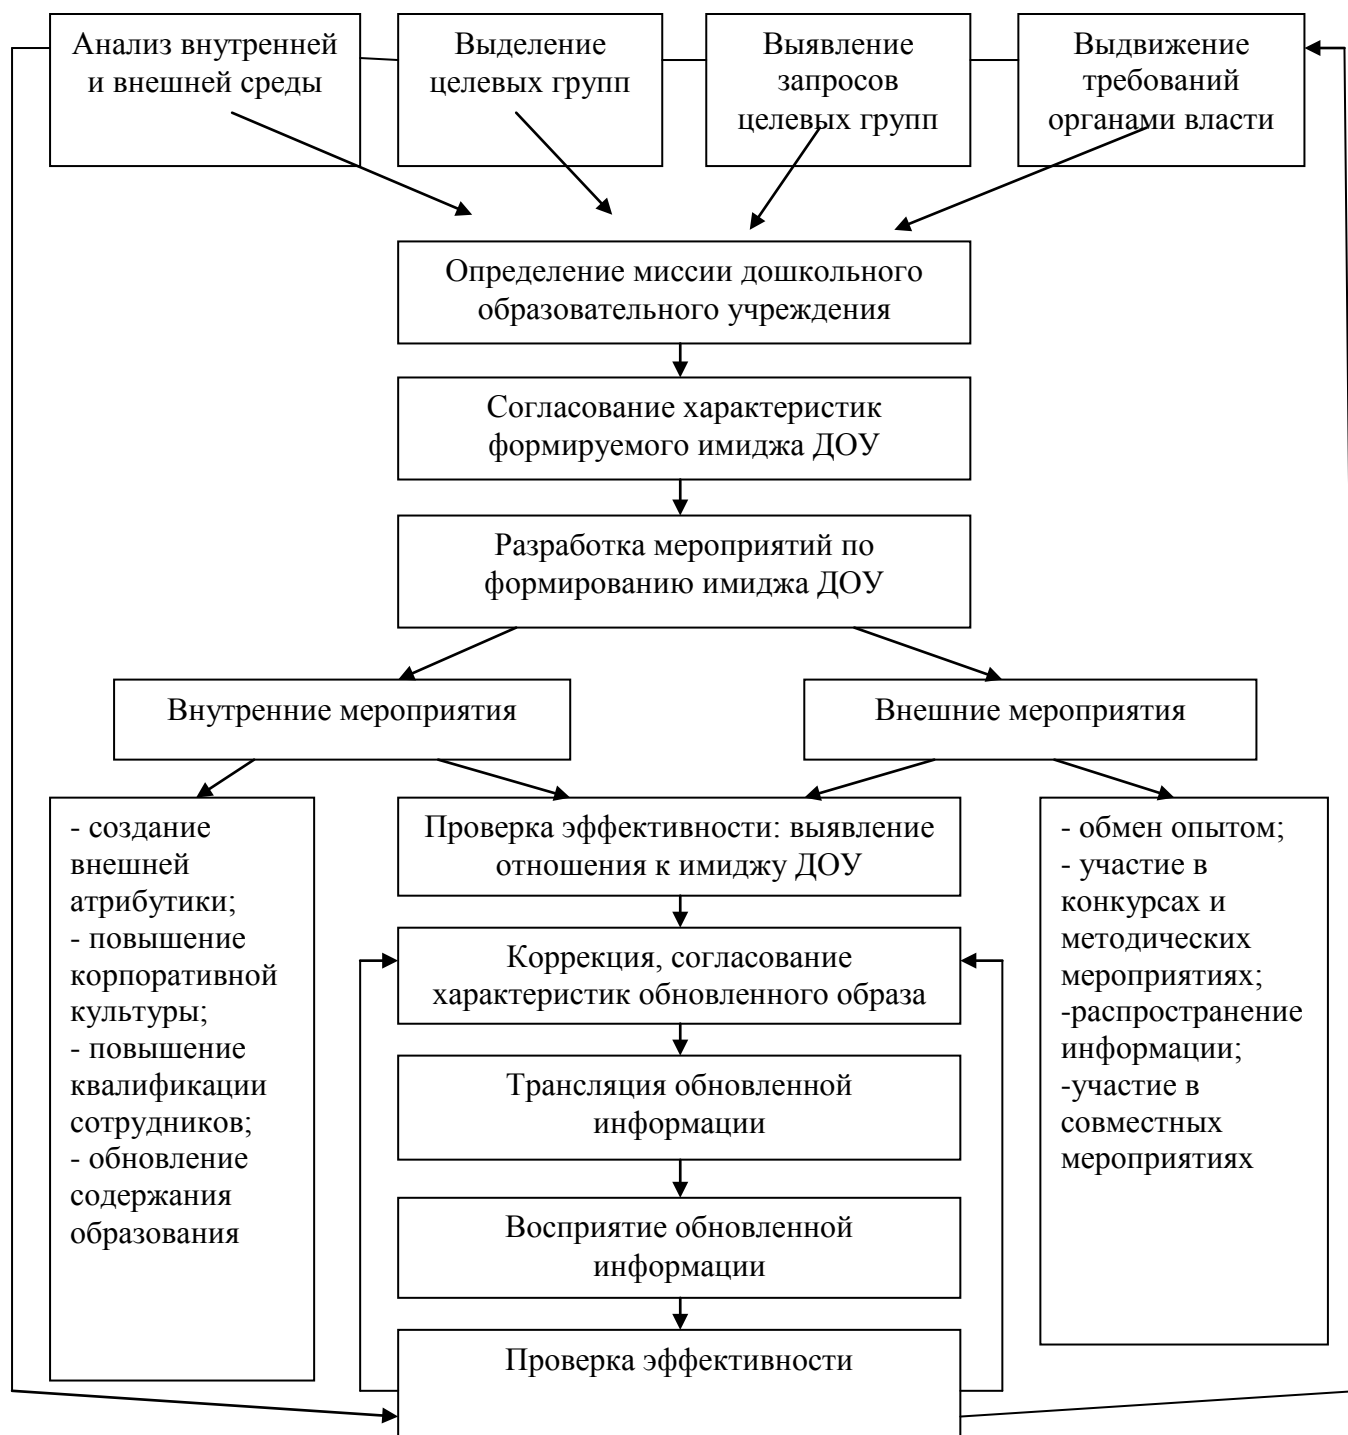 Анализ внутренней
и внешней среды
Выделение
целевых групп
Выявление
запросов
целевых групп
Выдвижение
требований
органами власти
Определение миссии дошкольного
образовательного учреждения
Согласование характеристик
формируемого имиджа ДОУ
Разработка мероприятий по
формированию имиджа ДОУ
Внутренние мероприятия
Внешние мероприятия
- создание
внешней
атрибутики;
- повышение
корпоративной
культуры;
- повышение
квалификации
сотрудников;
- обновление
содержания
образования
Проверка эффективности: выявление
отношения к имиджу ДОУ
Коррекция, согласование
характеристик обновленного образа
Трансляция обновленной
информации
Восприятие обновленной
информации
Проверка эффективности
- обмен опытом;
- участие в
конкурсах и
методических
мероприятиях;
-распространение
информации;
-участие в
совместных
мероприятиях